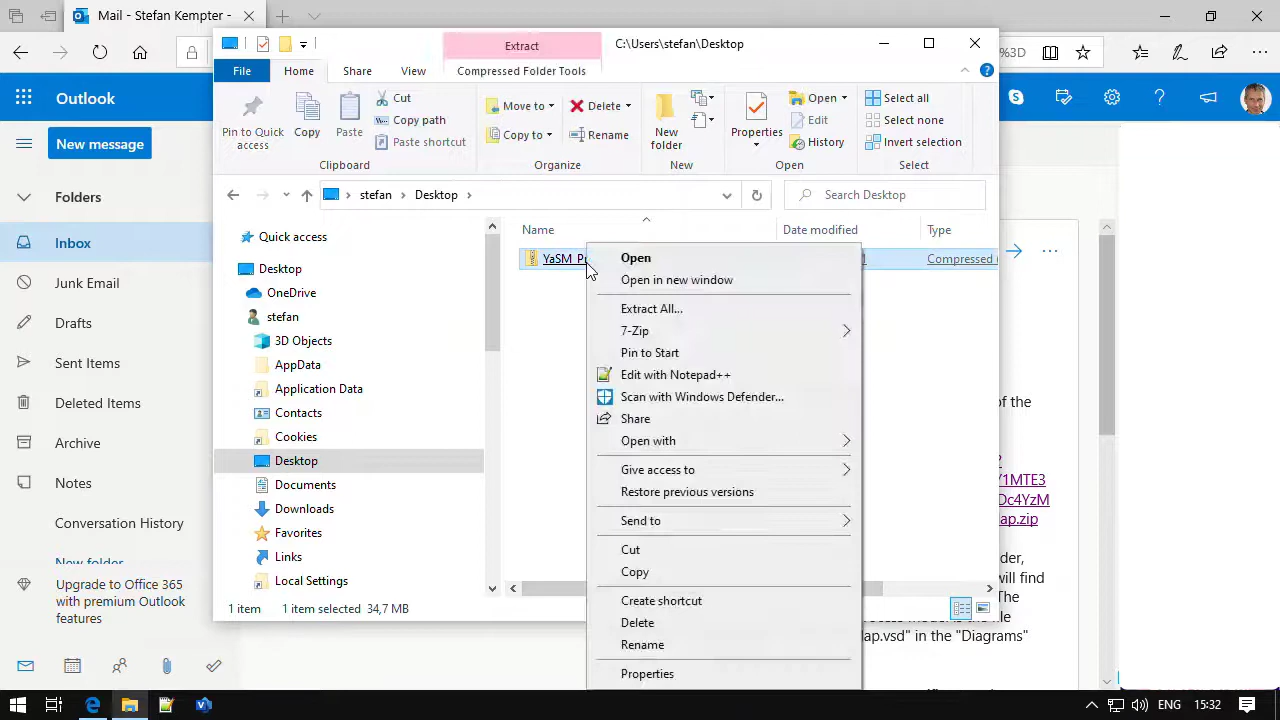 Mail - Stefan Kempter -
Extract
C:\Users\stefan\Desktop
%3D
File
Home
Share
View
Compressed Folder Tools
Outlook
Pin to Quick access
Copy
Paste
Cut
Copy path
Paste shortcut
Move to
Copy to
Delete
Rename
New folder
Properties
Open
Edit
History
Select all
Select none
Invert selection
Clipboard
Organize
New
Open
Select
New message
stefan
Desktop
Search Desktop
Folders
Inbox
Junk Email
Drafts
Sent Items
Deleted Items
Archive
Notes
Conversation History
New folder
Upgrade to Office 365
with premium Outlook
features
Quick access
Desktop
OneDrive
stefan
3D Objects
AppData
Application Data
Contacts
Cookies
Desktop
Documents
Downloads
Favorites
Links
Local Settings
Name
Date modified
Type
Compressed
Open
Open in new window
Extract All...
7-Zip
Pin to Start
Edit with Notepad++
Scan with Windows Defender...
Share
Open with
Give access to
Restore previous versions
Send to
Cut
Copy
Create shortcut
Delete
Rename
Properties
of the
Y1MTE3
Dc4YzM
ap.zip
der,
will find
The
ap.vsd" in the "Diagrams"
1 item
1 item selected
34,7 MB
ENG
15:32